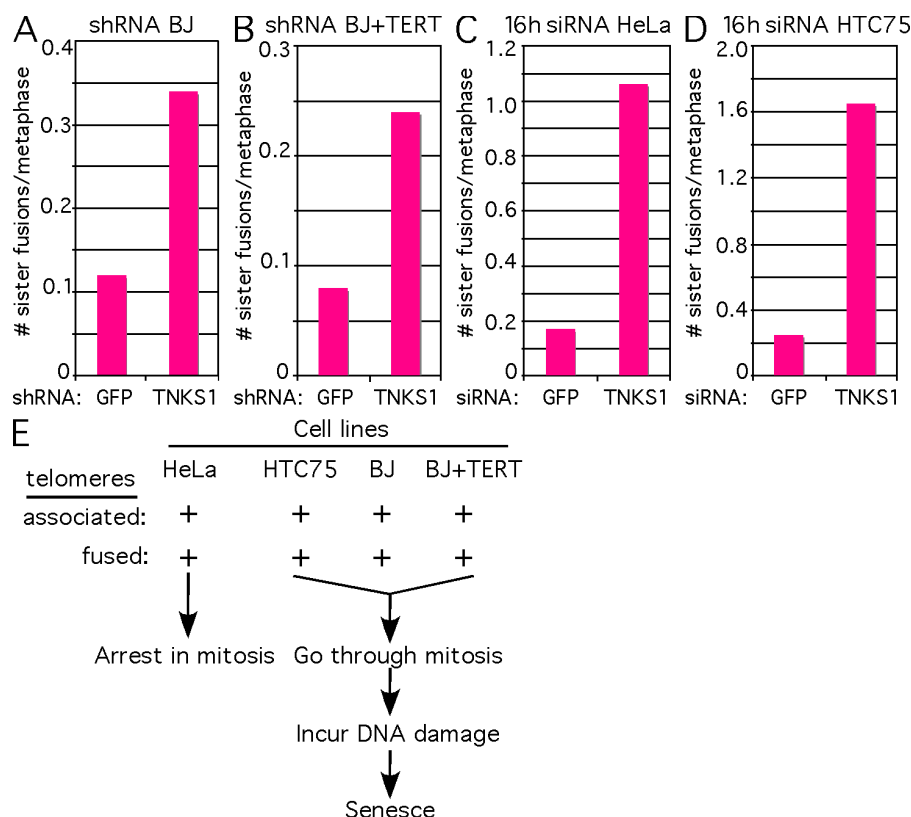 A
shRNA BJ
# sister fusions/metaphase
0.4
0.3
0.2
0.1
0
shRNA: GFP TNKS1
B
shRNA BJ+TERT
# sister fusions/metaphase
0.3
0.2
0.1
0
shRNA: GFP TNKS1
C
16h siRNA HeLa
# sister fusions/metaphase
1.2
1.0
0.8
0.6
0.4
0.2
0
siRNA: GFP TNKS1
D
16h siRNA HTC75
# sister fusions/metaphase
2.0
1.6
1.2
0.8
0.4
0
siRNA: GFP TNKS1
E
Cell lines
telomeres HeLa HTC75 BJ BJ+TERT
associated: + + + +
fused: + + + +
Arrest in mitosis Go through mitosis
Incur DNA damage
Senesce